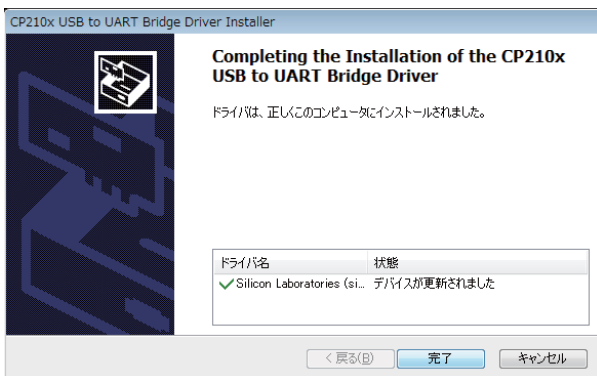 CP210x USB to UART Bridge Driver Installer
Completing the Installation of the CP210x
USB to UART Bridge Driver
ドライバは、正しくこのコンピュータにインストールされました。
ドライバ名 状態
Silicon Laboratories (si... デバイスが更新されました
< 戻る(B) 完了 キャンセル